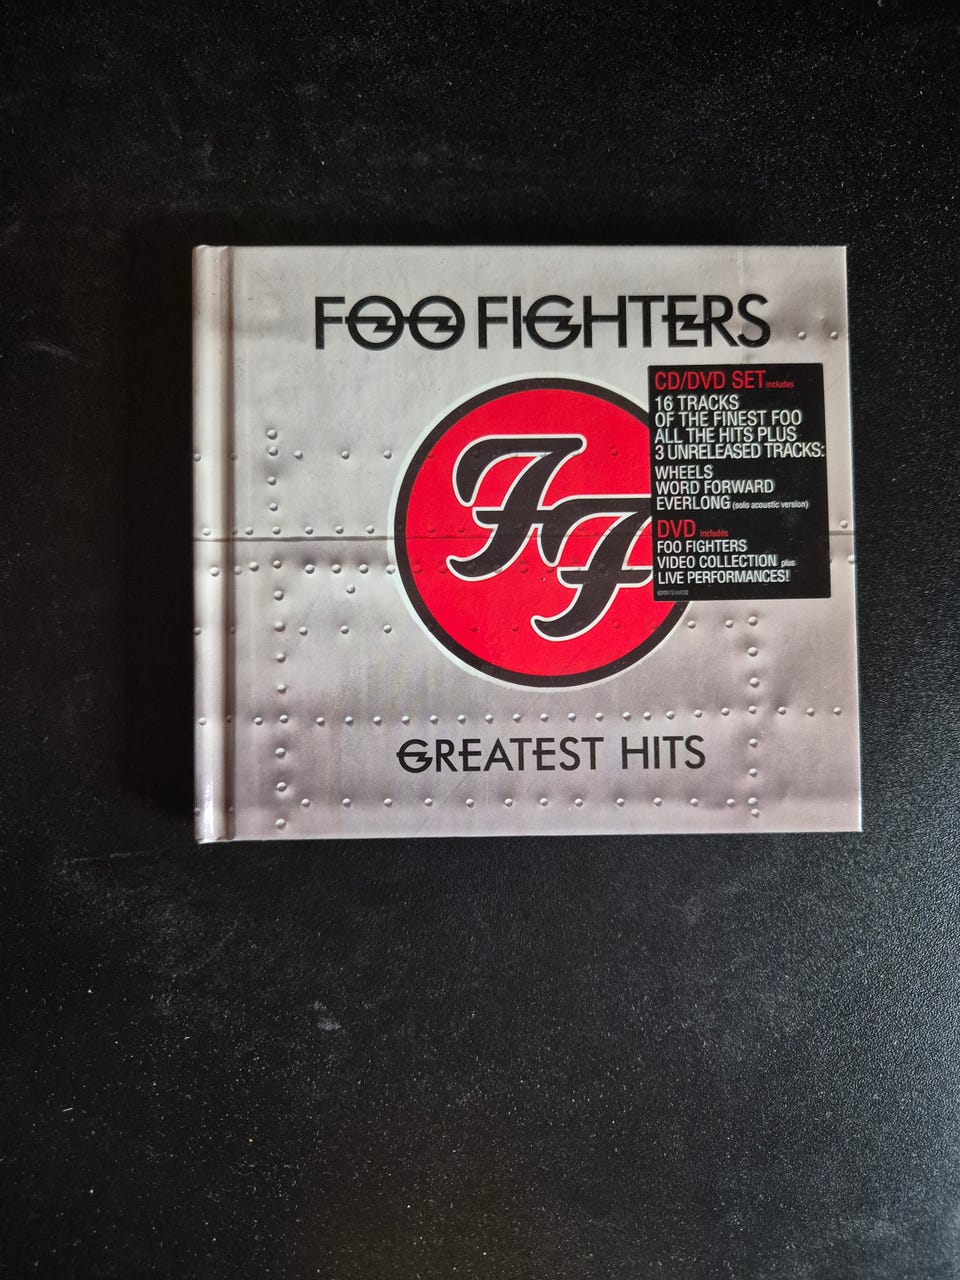 FOO FIGHTERS
CD/DVD SET includes
16 TRACKS
OF THE FINEST FOO
ALL THE HITS PLUS
3 UNRELEASED TRACKS:
WHEELS
WORD FORWARD
EVERLONG (solo acoustic version)
DVD includes
FOO FIGHTERS
VIDEO COLLECTION plus
LIVE PERFORMANCES!
FF
GREATEST HITS